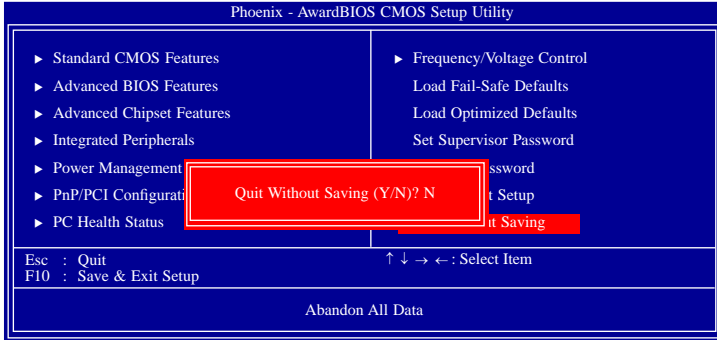 Phoenix - AwardBIOS CMOS Setup Utility
► Standard CMOS Features
► Advanced BIOS Features
► Advanced Chipset Features
► Integrated Peripherals
► Power Management
► PnP/PCI Configurati
► PC Health Status
► Frequency/Voltage Control
Load Fail-Safe Defaults
Load Optimized Defaults
Set Supervisor Password
ssword
t Setup
ut Saving
Quit Without Saving (Y/N)? N
Esc : Quit
F10 : Save & Exit Setup
↑ ↓ → ← : Select Item
Abandon All Data